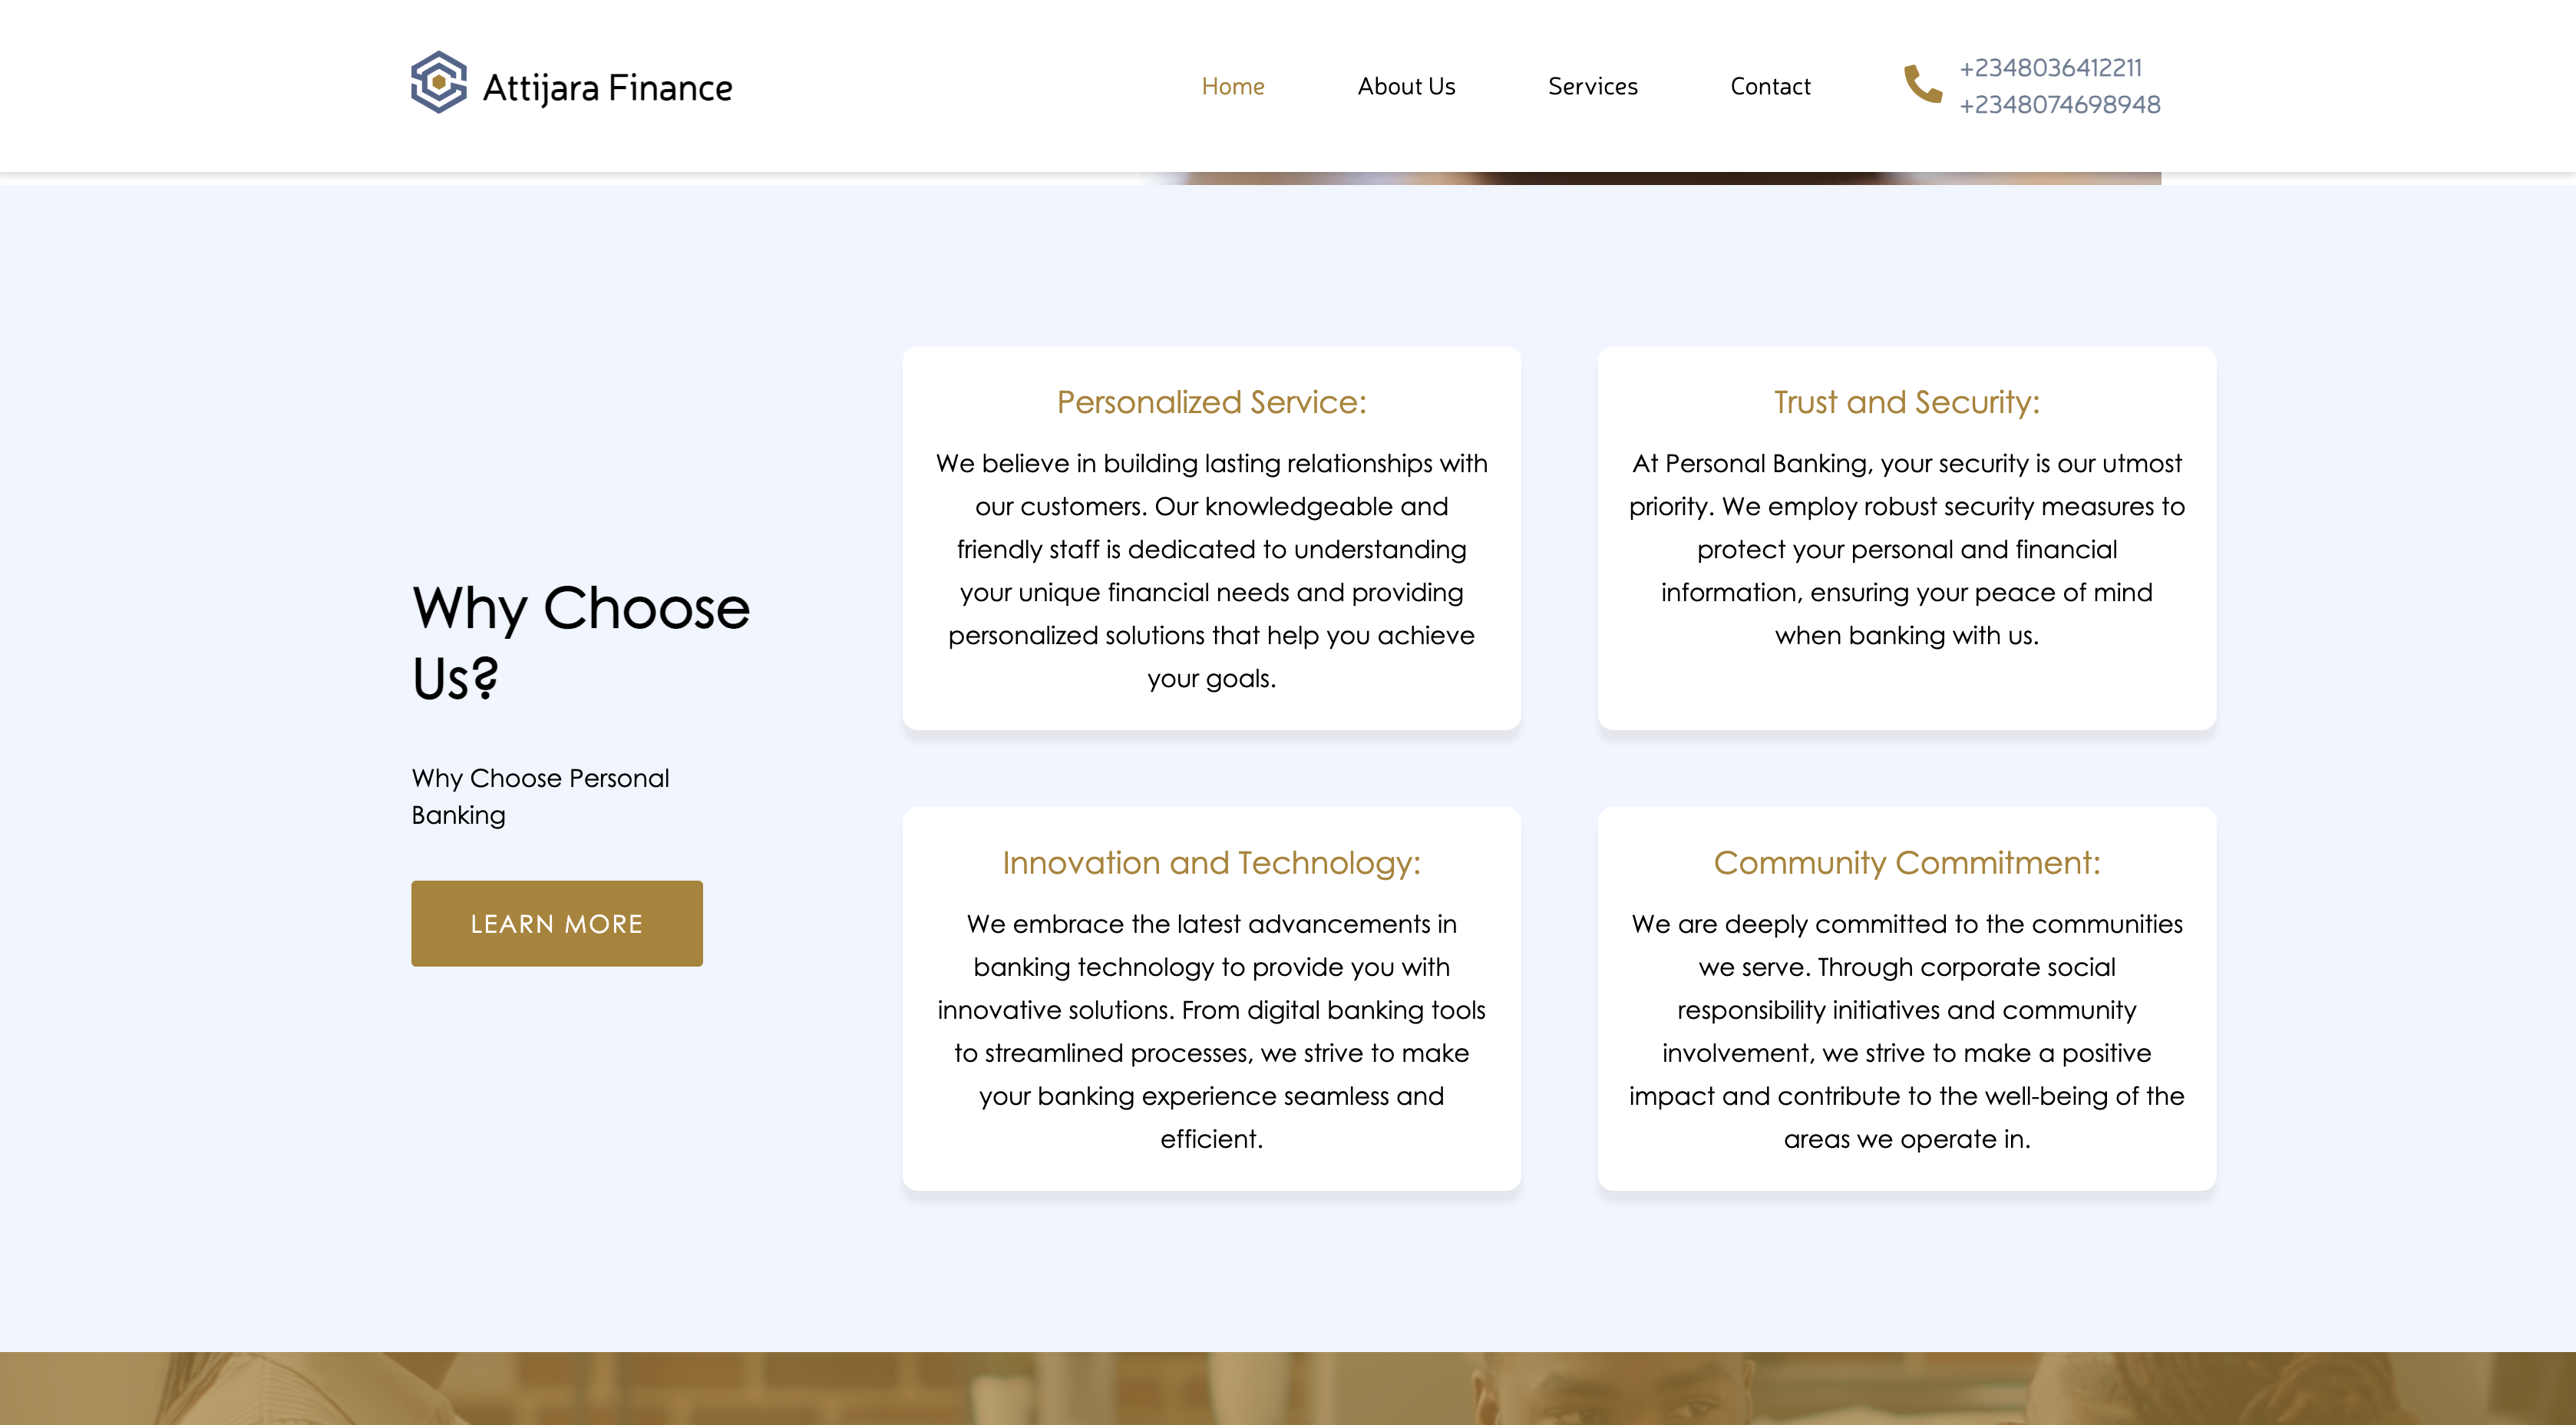 Attijara Finance
Home
About Us
Services
Contact
+2348036412211
+2348074698948
Why Choose
Us?
Why Choose Personal
Banking
LEARN MORE
Personalized Service:
We believe in building lasting relationships with
our customers. Our knowledgeable and
friendly staff is dedicated to understanding
your unique financial needs and providing
personalized solutions that help you achieve
your goals.
Trust and Security:
At Personal Banking, your security is our utmost
priority. We employ robust security measures to
protect your personal and financial
information, ensuring your peace of mind
when banking with us.
Innovation and Technology:
We embrace the latest advancements in
banking technology to provide you with
innovative solutions. From digital banking tools
to streamlined processes, we strive to make
your banking experience seamless and
efficient.
Community Commitment:
We are deeply committed to the communities
we serve. Through corporate social
responsibility initiatives and community
involvement, we strive to make a positive
impact and contribute to the well-being of the
areas we operate in.